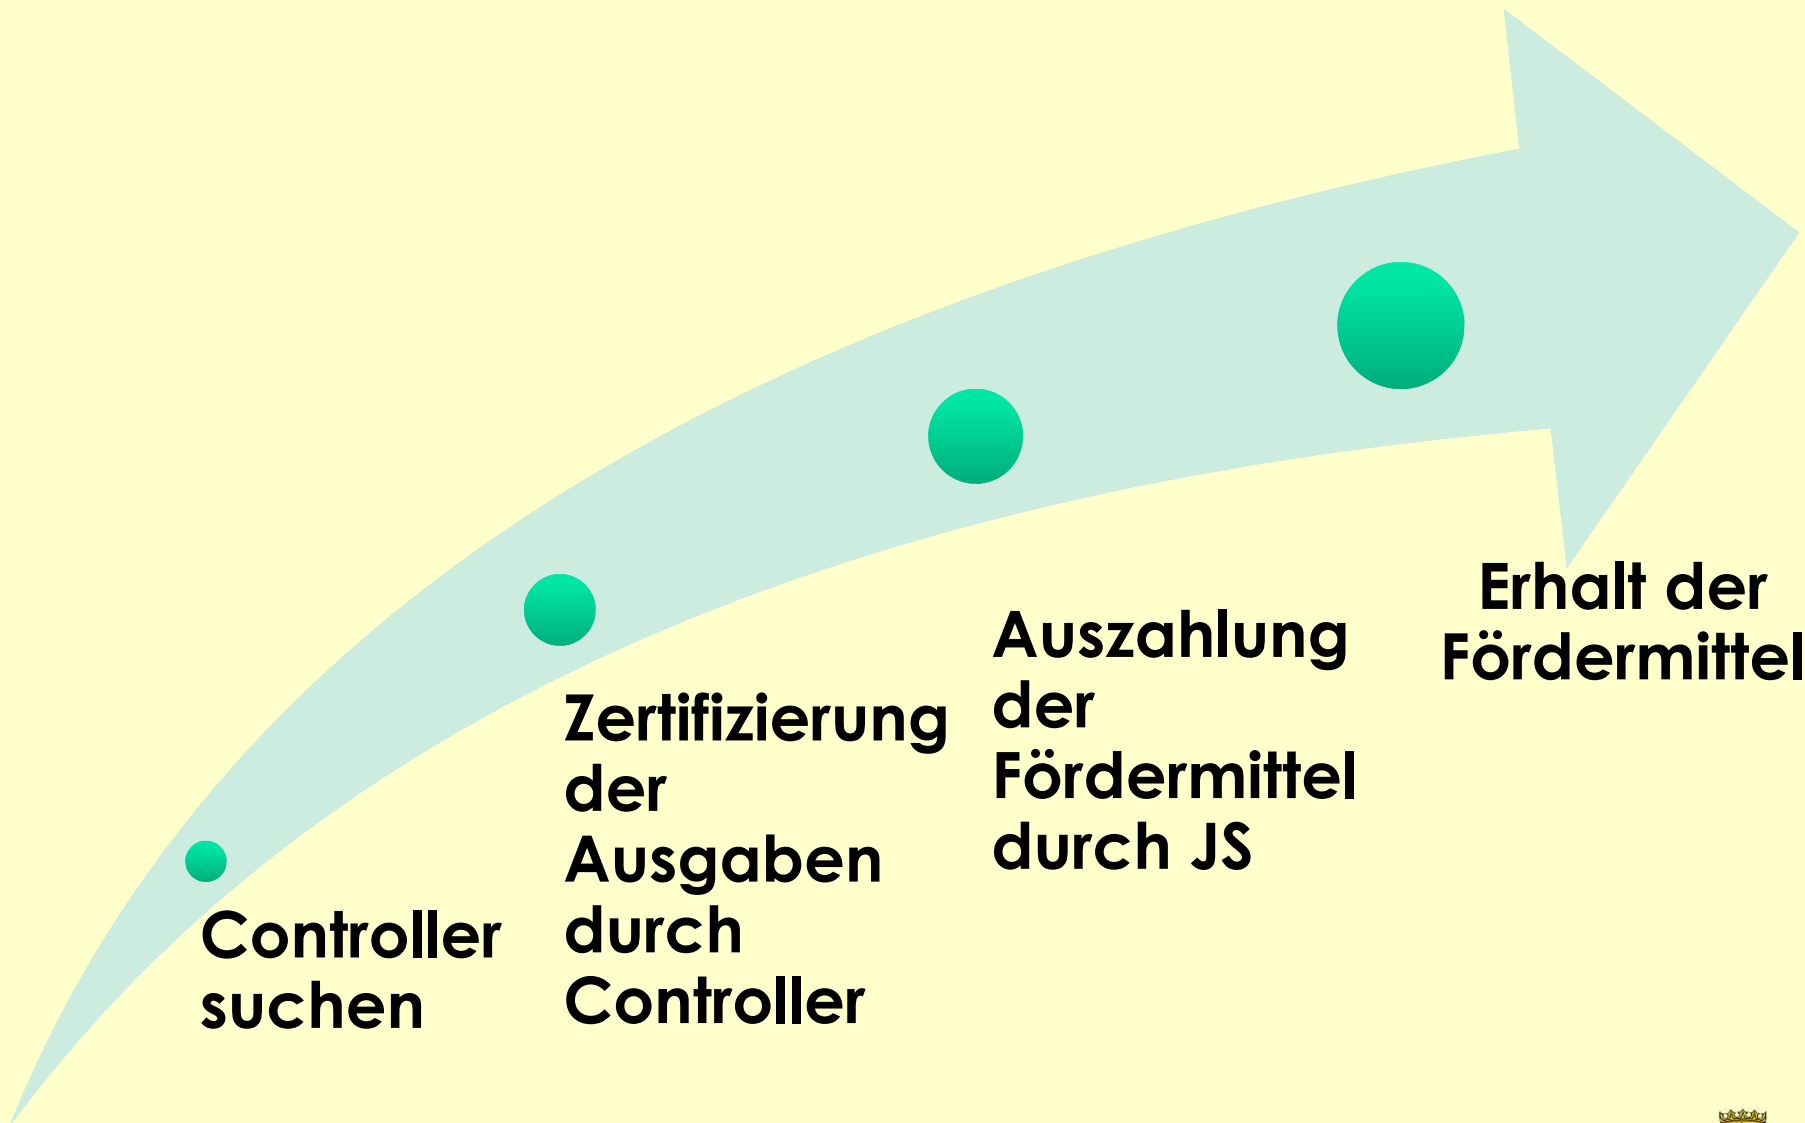 Controller
suchen
Zertifizierung
der
Ausgaben
durch
Controller
Auszahlung
der
Fördermittel
durch JS
Erhalt der
Fördermittel